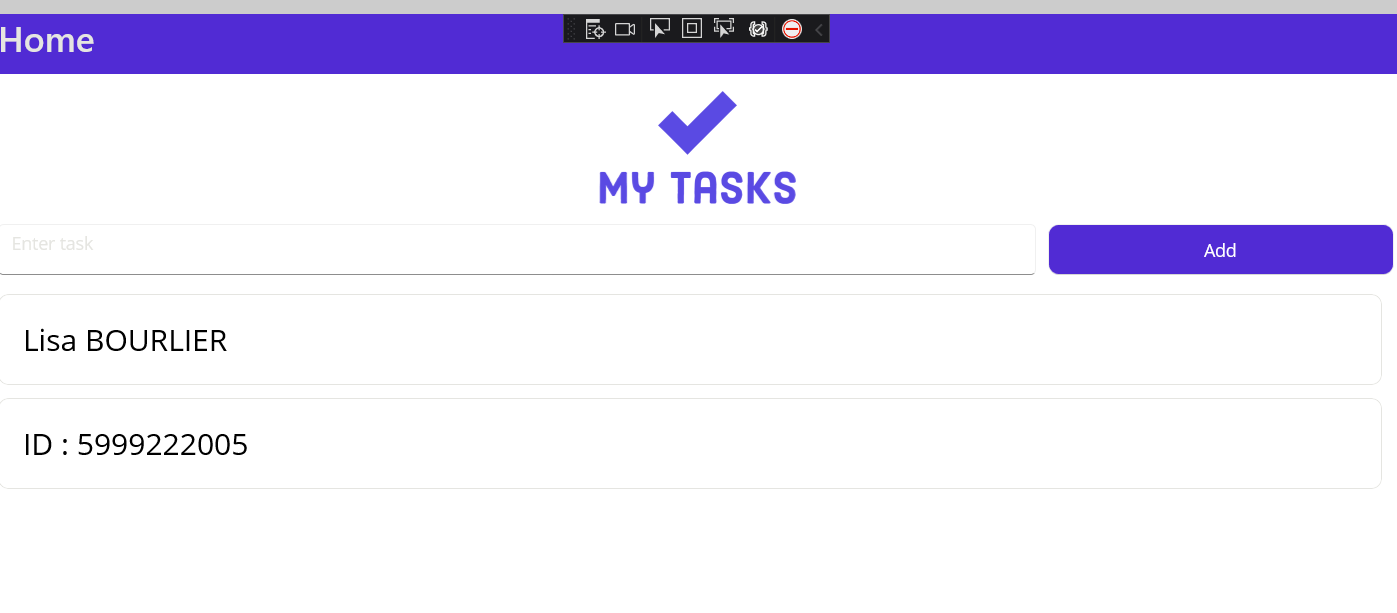 Home
MY TASKS
Enter task
Add
Lisa BOURLIER
ID : 5999222005